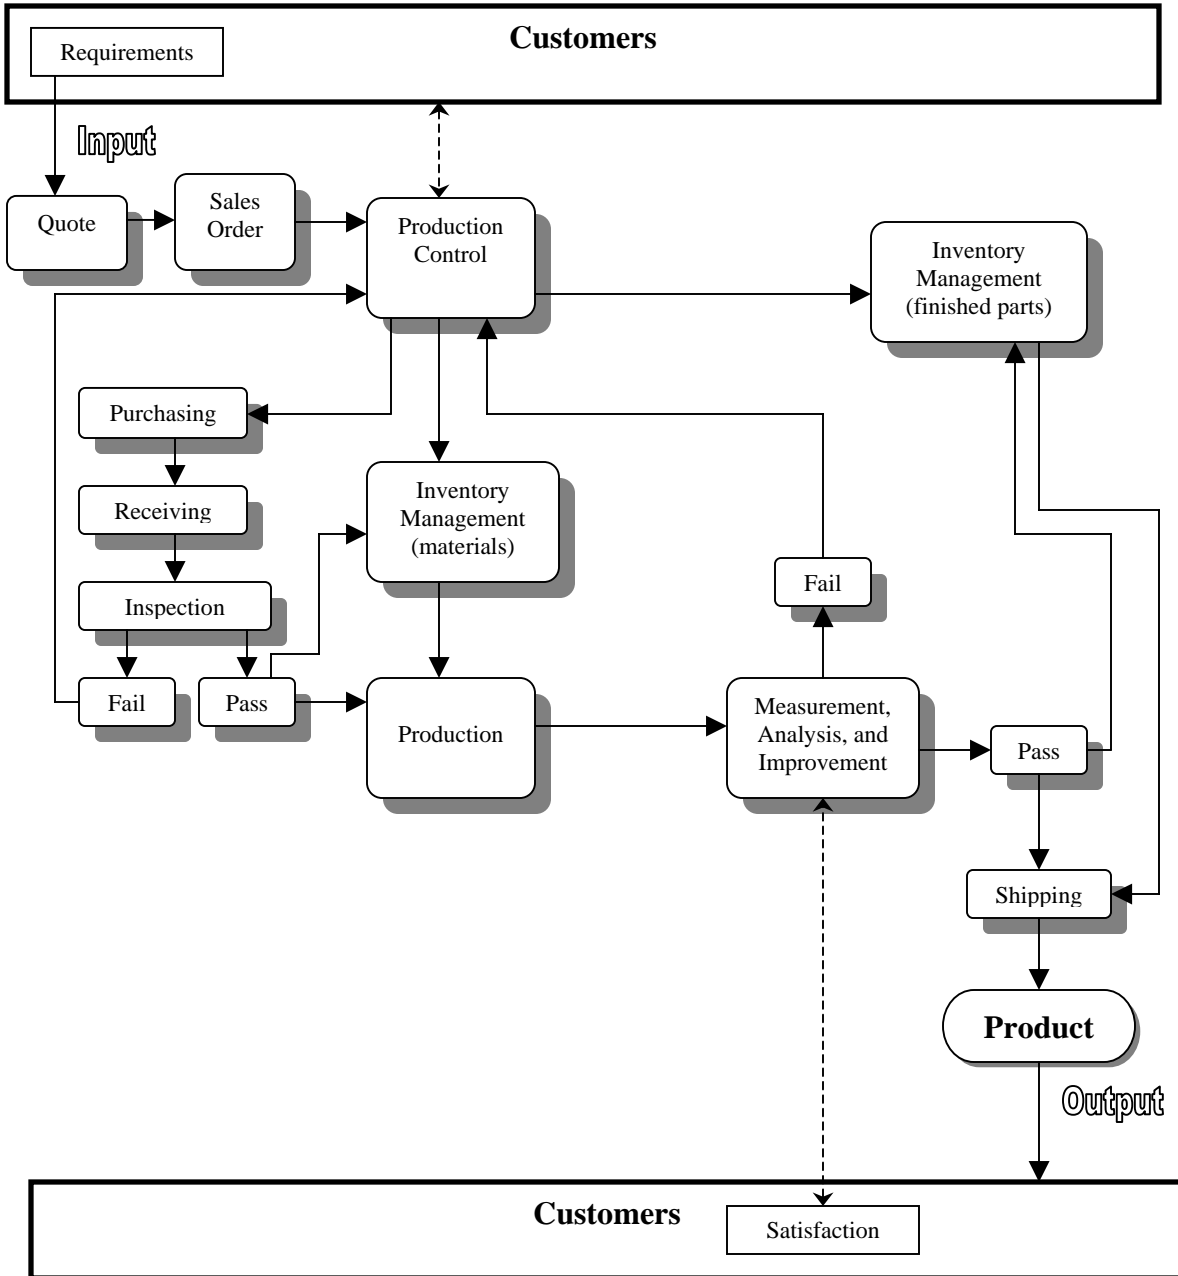 Customers
Requirements
Input
Quote
Sales
Order
Production
Control
Inventory
Management
(finished parts)
Purchasing
Receiving
Inspection
Fail
Pass
Inventory
Management
(materials)
Production
Fail
Measurement,
Analysis, and
Improvement
Pass
Shipping
Product
Output
Customers
Satisfaction